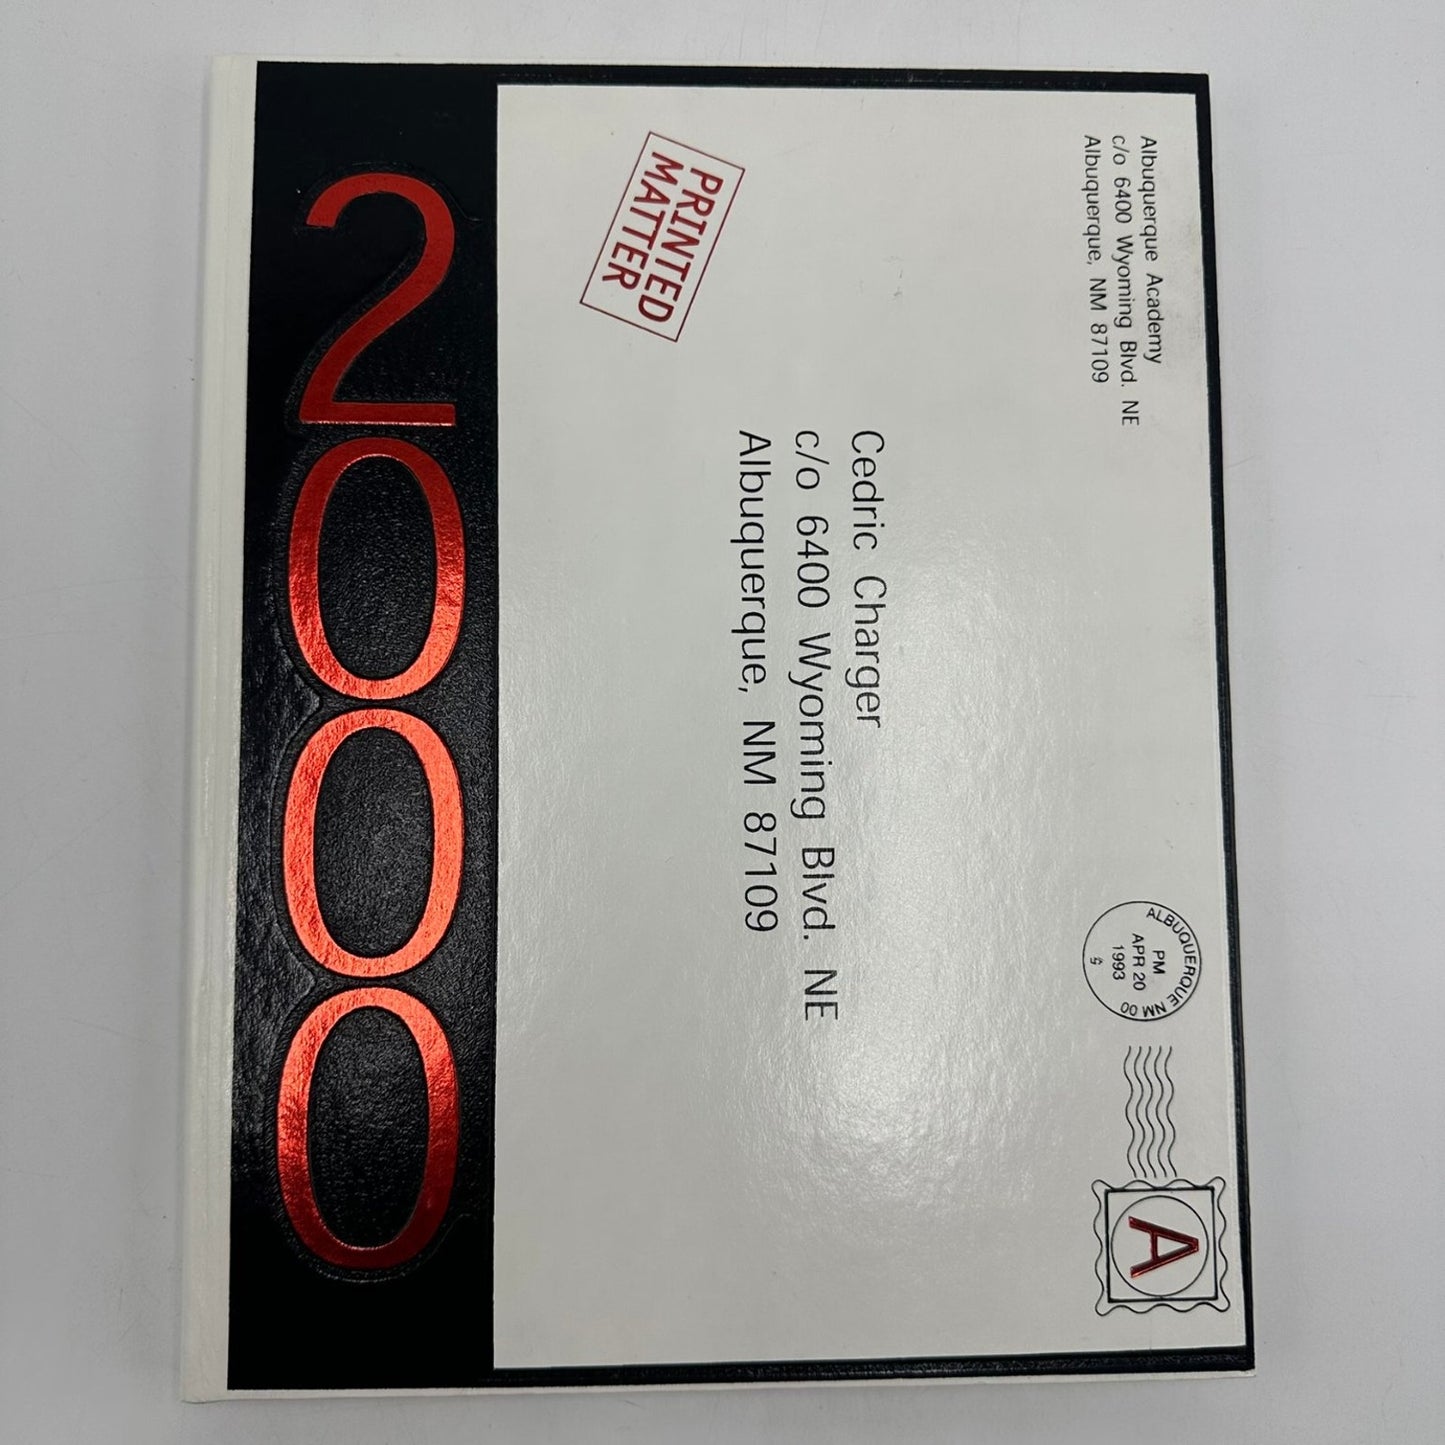 Albuquerque Academy
c/o 6400 Wyoming Blvd. NE
Albuquerque, NM 87109
ALBUQUERQUE NM 00
PM
APR 20
1993
A
Cedric Charger
c/o 6400 Wyoming Blvd. NE
Albuquerque, NM 87109
PRINTED
MATTER
2000